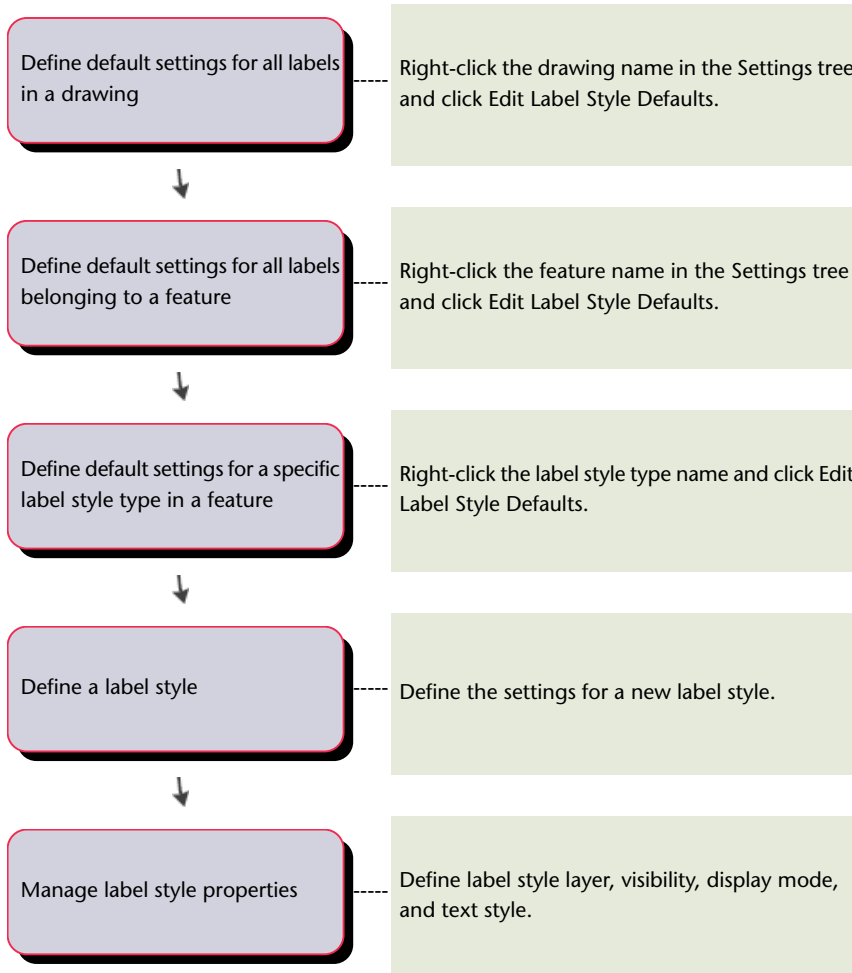 Define default settings for all labels
in a drawing
Right-click the drawing name in the Settings tree
and click Edit Label Style Defaults.
Define default settings for all labels
belonging to a feature
Right-click the feature name in the Settings tree
and click Edit Label Style Defaults.
Define default settings for a specific
label style type in a feature
Right-click the label style type name and click Edit
Label Style Defaults.
Define a label style
Define the settings for a new label style.
Manage label style properties
Define label style layer, visibility, display mode,
and text style.